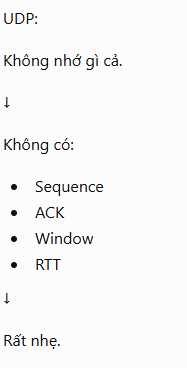 UDP:
Không nhớ gì cả.
↓
Không có:
• Sequence
• ACK
• Window
• RTT
↓
Rất nhẹ.